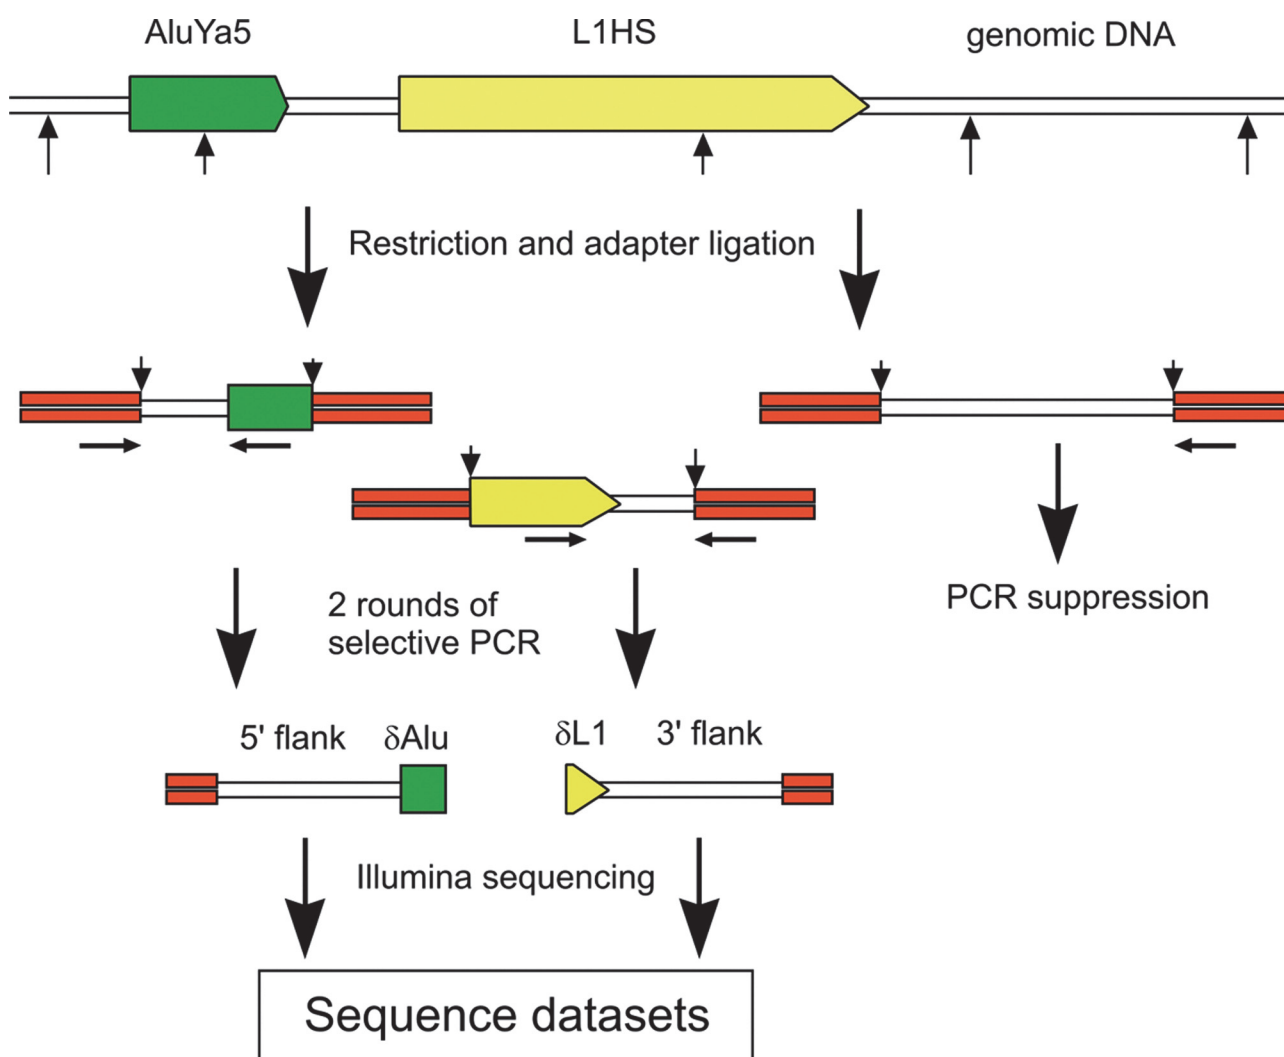 AluYa5
L1HS
genomic DNA
Restriction and adapter ligation
2 rounds of
selective PCR
PCR suppression
5' flank
δAlu
δL1
3' flank
Illumina sequencing
Sequence datasets